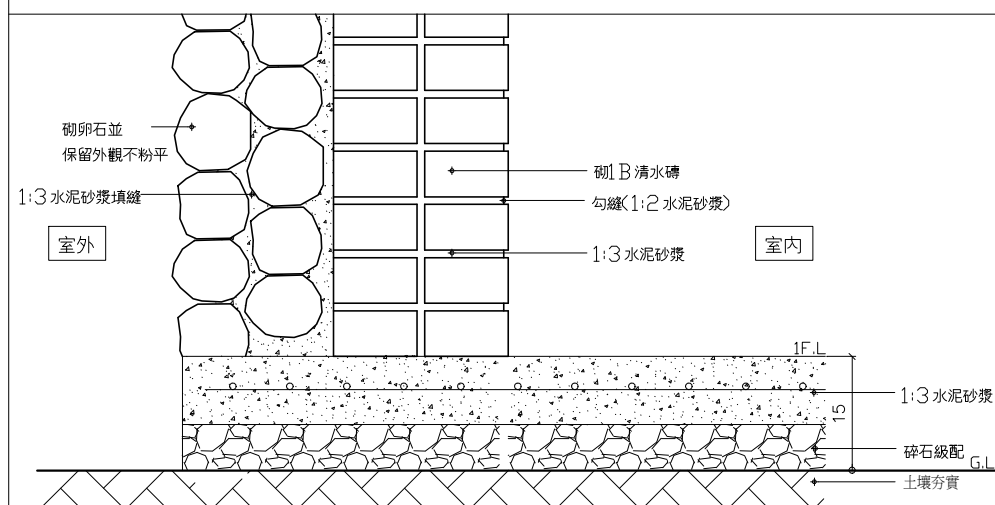 砌卵石並
保留外觀不粉平
1:3 水泥砂漿填縫
室外
砌1B清水磚
勾縫(1:2 水泥砂漿)
1:3 水泥砂漿
室內
1F.L
1:3 水泥砂漿
15
碎石級配
G.L
土壤夯實